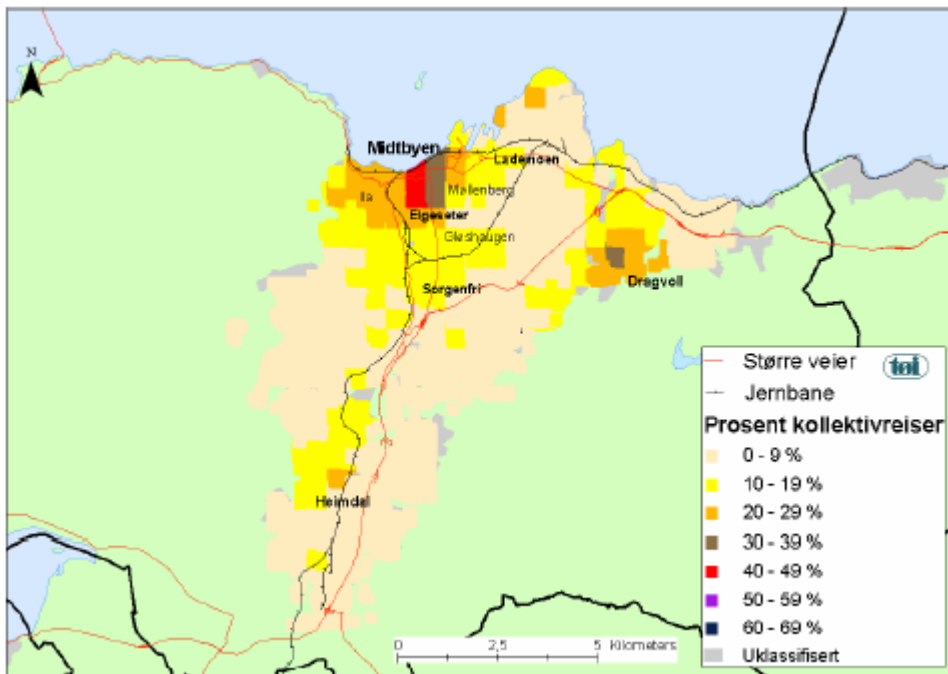 N
Midtbyen
Lademoen
Ila
Møllenberg
Elgeseter
Gløshaugen
Sorgenfri
Dragvoll
Heimdal
Større veier
tøi
Jernbane
Prosent kollektivreiser
0 - 9 %
10 - 19 %
20 - 29 %
30 - 39 %
40 - 49 %
50 - 59 %
60 - 69 %
Uklassifisert
0 2,5 5 Kilometers